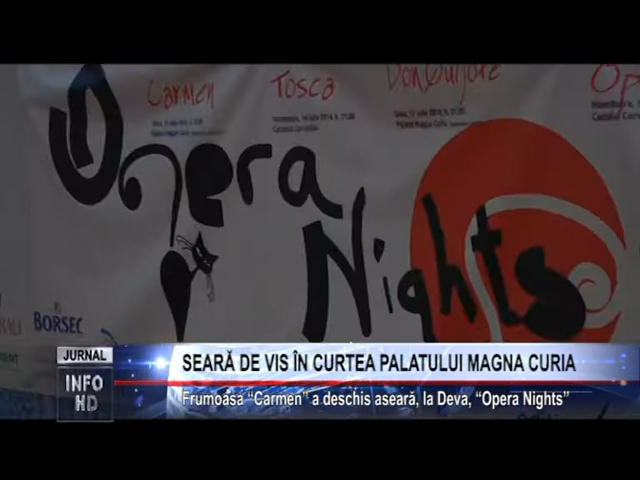 Carmen
Tosca
Don Quijote
Op
Opera
Nights
BORSEC
JURNAL
INFO
HD
SEARĂ DE VIS ÎN CURTEA PALATULUI MAGNA CURIA
Frumoasa "Carmen" a deschis aseară, la Deva, "Opera Nights"